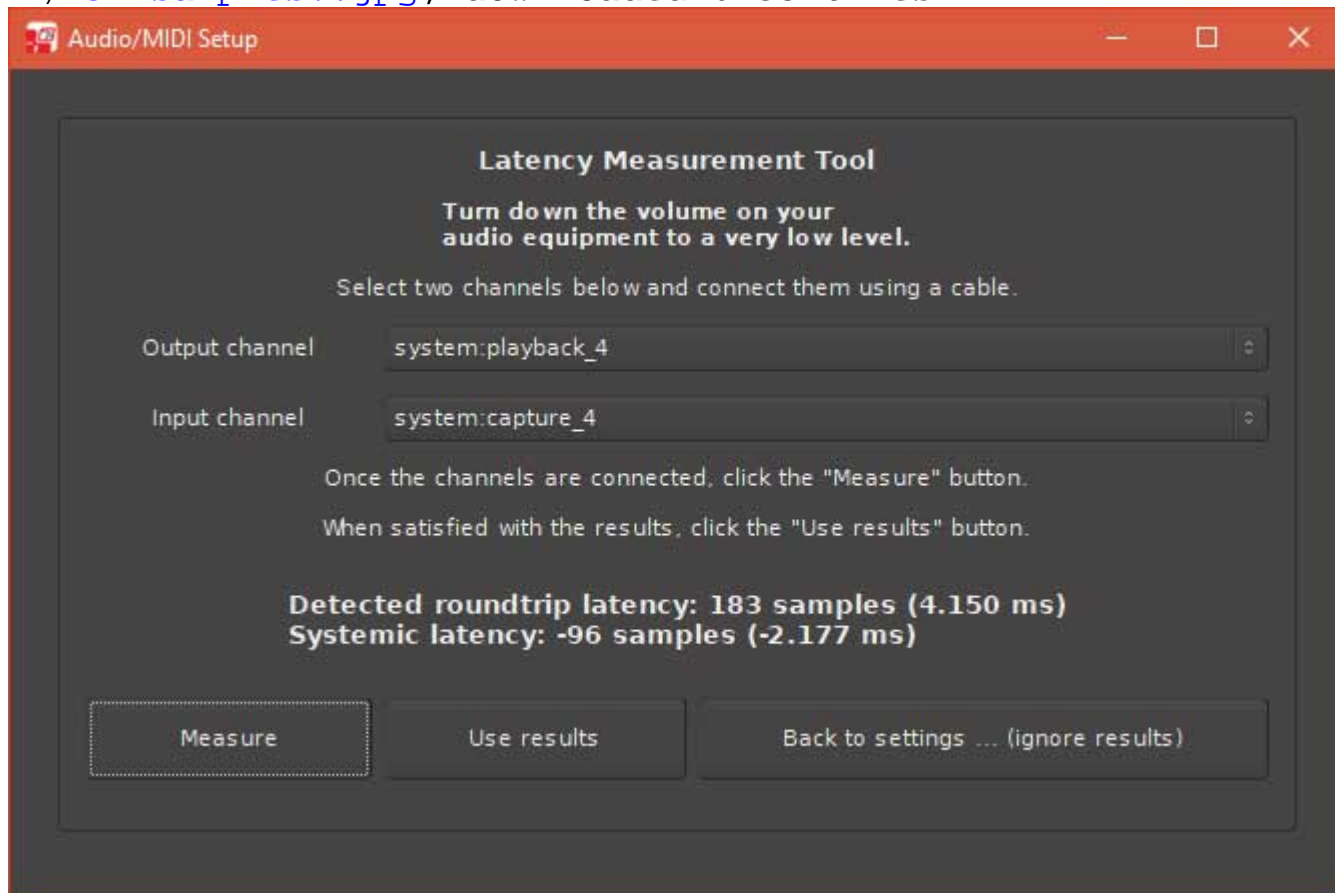 Audio/MIDI Setup
Latency Measurement Tool
Turn down the volume on your
audio equipment to a very low level.
Select two channels below and connect them using a cable.
Output channel system:playback_4
Input channel system:capture_4
Once the channels are connected, click the "Measure" button.
When satisfied with the results, click the "Use results" button.
Detected roundtrip latency: 183 samples (4.150 ms)
Systemic latency: -96 samples (-2.177 ms)
Measure Use results Back to settings ... (ignore results)